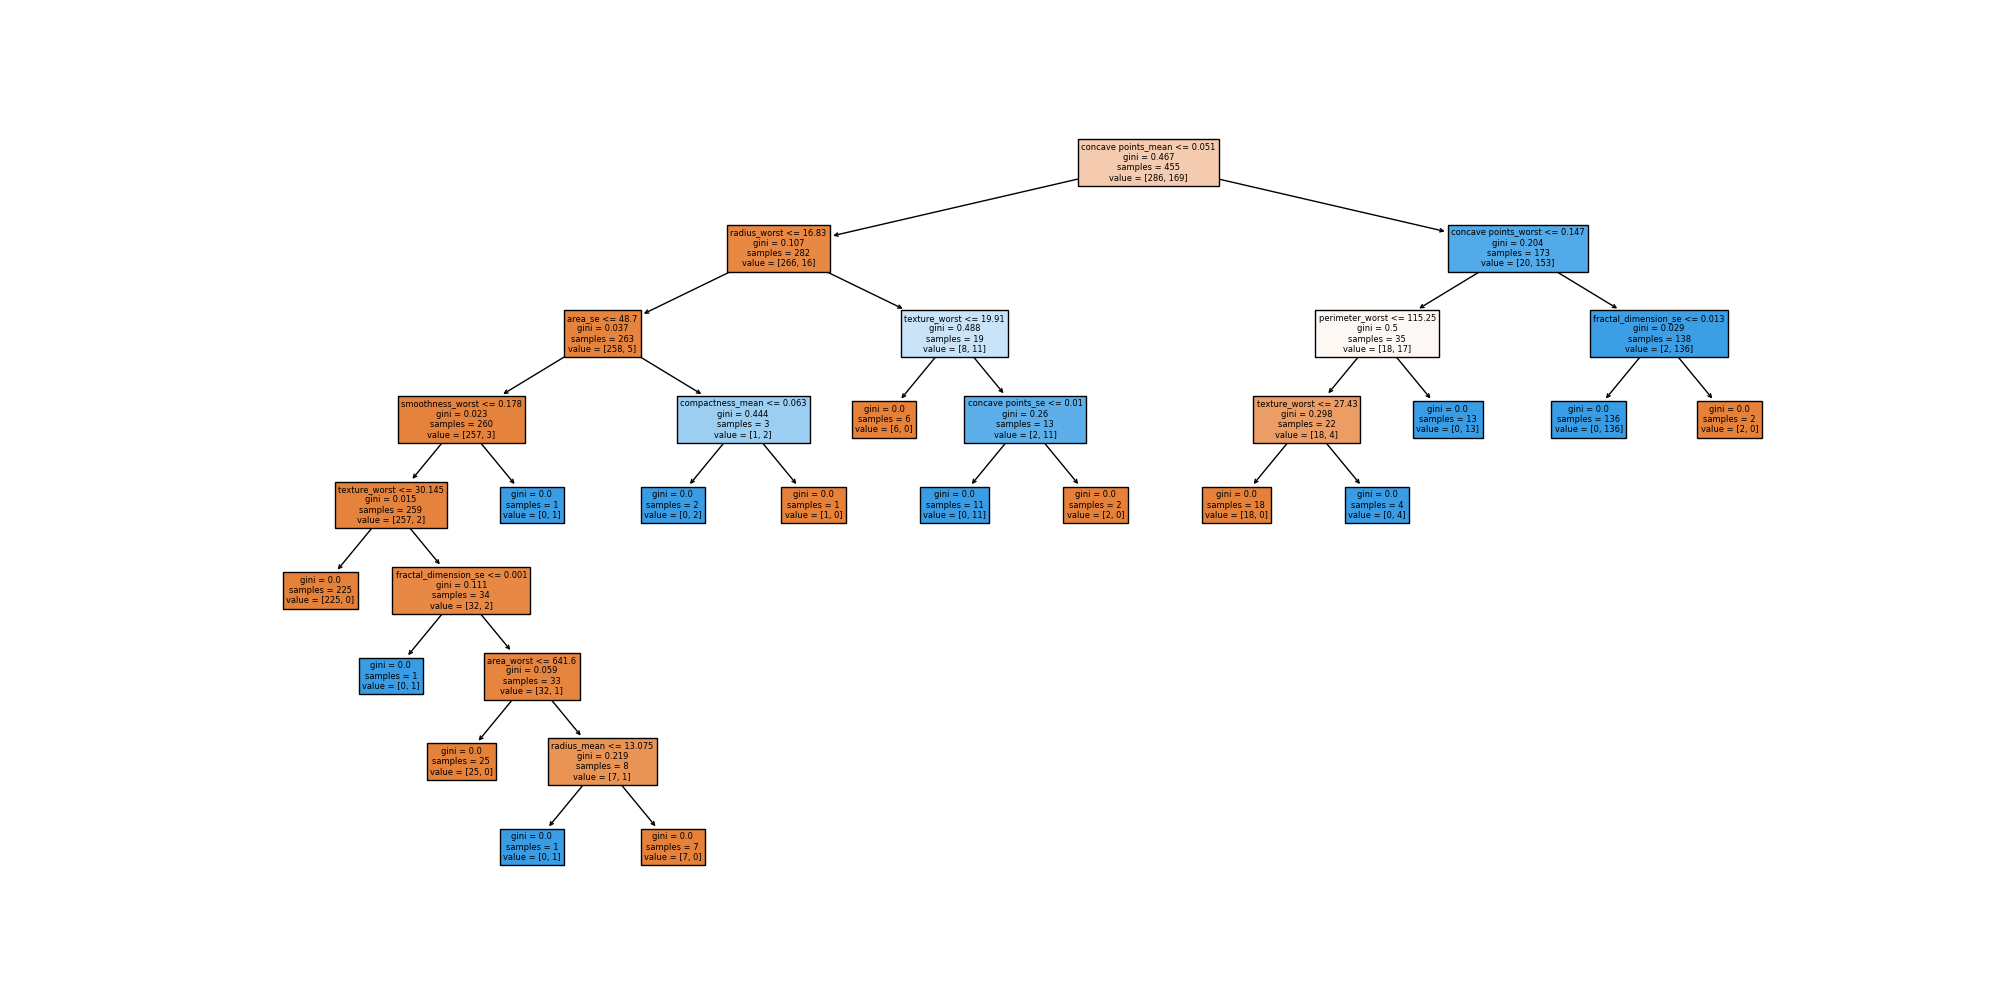 concave points_mean <= 0.051
gini = 0.467
samples = 455
value = [286, 169]
radius_worst <= 16.83
gini = 0.107
samples = 282
value = [266, 16]
concave points_worst <= 0.147
gini = 0.204
samples = 173
value = [20, 153]
area_se <= 48.7
gini = 0.037
samples = 263
value = [258, 5]
texture_worst <= 19.91
gini = 0.488
samples = 19
value = [8, 11]
perimeter_worst <= 115.25
gini = 0.5
samples = 35
value = [18, 17]
fractal_dimension_se <= 0.013
gini = 0.029
samples = 138
value = [2, 136]
smoothness_worst <= 0.178
gini = 0.023
samples = 260
value = [257, 3]
compactness_mean <= 0.063
gini = 0.444
samples = 3
value = [1, 2]
gini = 0.0
samples = 6
value = [6, 0]
concave points_se <= 0.01
gini = 0.26
samples = 13
value = [2, 11]
texture_worst <= 27.43
gini = 0.298
samples = 22
value = [18, 4]
gini = 0.0
samples = 13
value = [0, 13]
gini = 0.0
samples = 136
value = [0, 136]
gini = 0.0
samples = 2
value = [2, 0]
texture_worst <= 30.145
gini = 0.015
samples = 259
value = [257, 2]
gini = 0.0
samples = 1
value = [0, 1]
gini = 0.0
samples = 2
value = [0, 2]
gini = 0.0
samples = 1
value = [1, 0]
gini = 0.0
samples = 11
value = [0, 11]
gini = 0.0
samples = 2
value = [2, 0]
gini = 0.0
samples = 18
value = [18, 0]
gini = 0.0
samples = 4
value = [0, 4]
gini = 0.0
samples = 225
value = [225, 0]
fractal_dimension_se <= 0.001
gini = 0.111
samples = 34
value = [32, 2]
gini = 0.0
samples = 1
value = [0, 1]
area_worst <= 641.6
gini = 0.059
samples = 33
value = [32, 1]
gini = 0.0
samples = 25
value = [25, 0]
radius_mean <= 13.075
gini = 0.219
samples = 8
value = [7, 1]
gini = 0.0
samples = 1
value = [0, 1]
gini = 0.0
samples = 7
value = [7, 0]